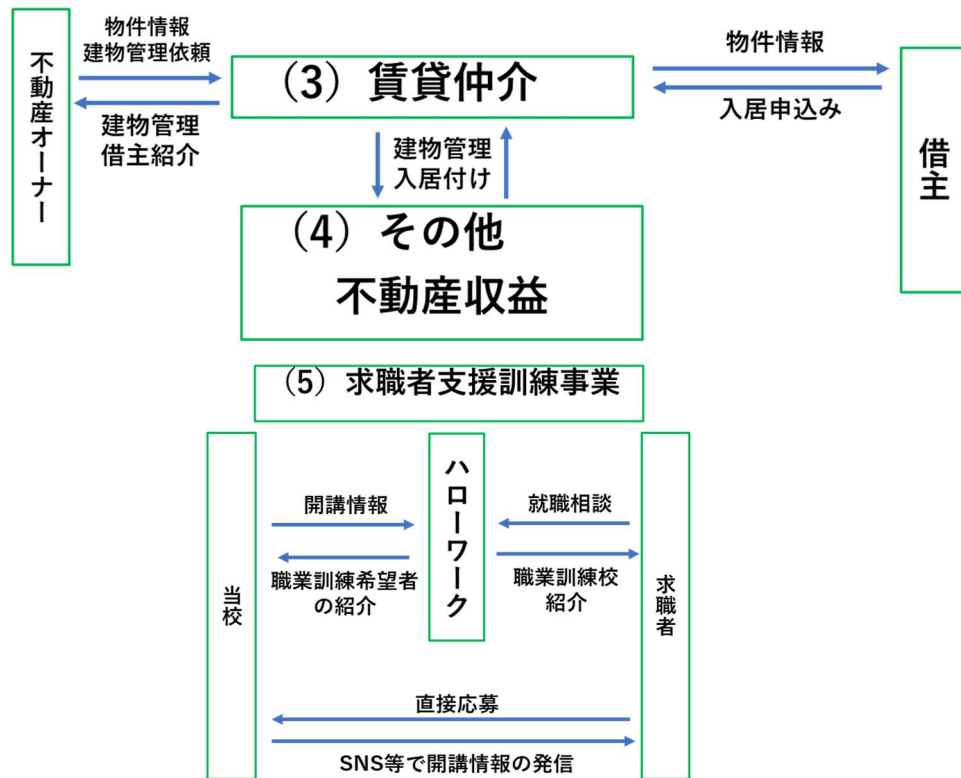 物件情報
建物管理依頼
不動産オーナー
建物管理
借主紹介
(3)賃貸仲介
物件情報
入居申込み
借主
建物管理
入居付け
(4)その他
不動産収益
(5)求職者支援訓練事業
当校
開講情報
職業訓練希望者
の紹介
ハローワーク
就職相談
職業訓練校
紹介
求職者
直接応募
SNS等で開講情報の発信